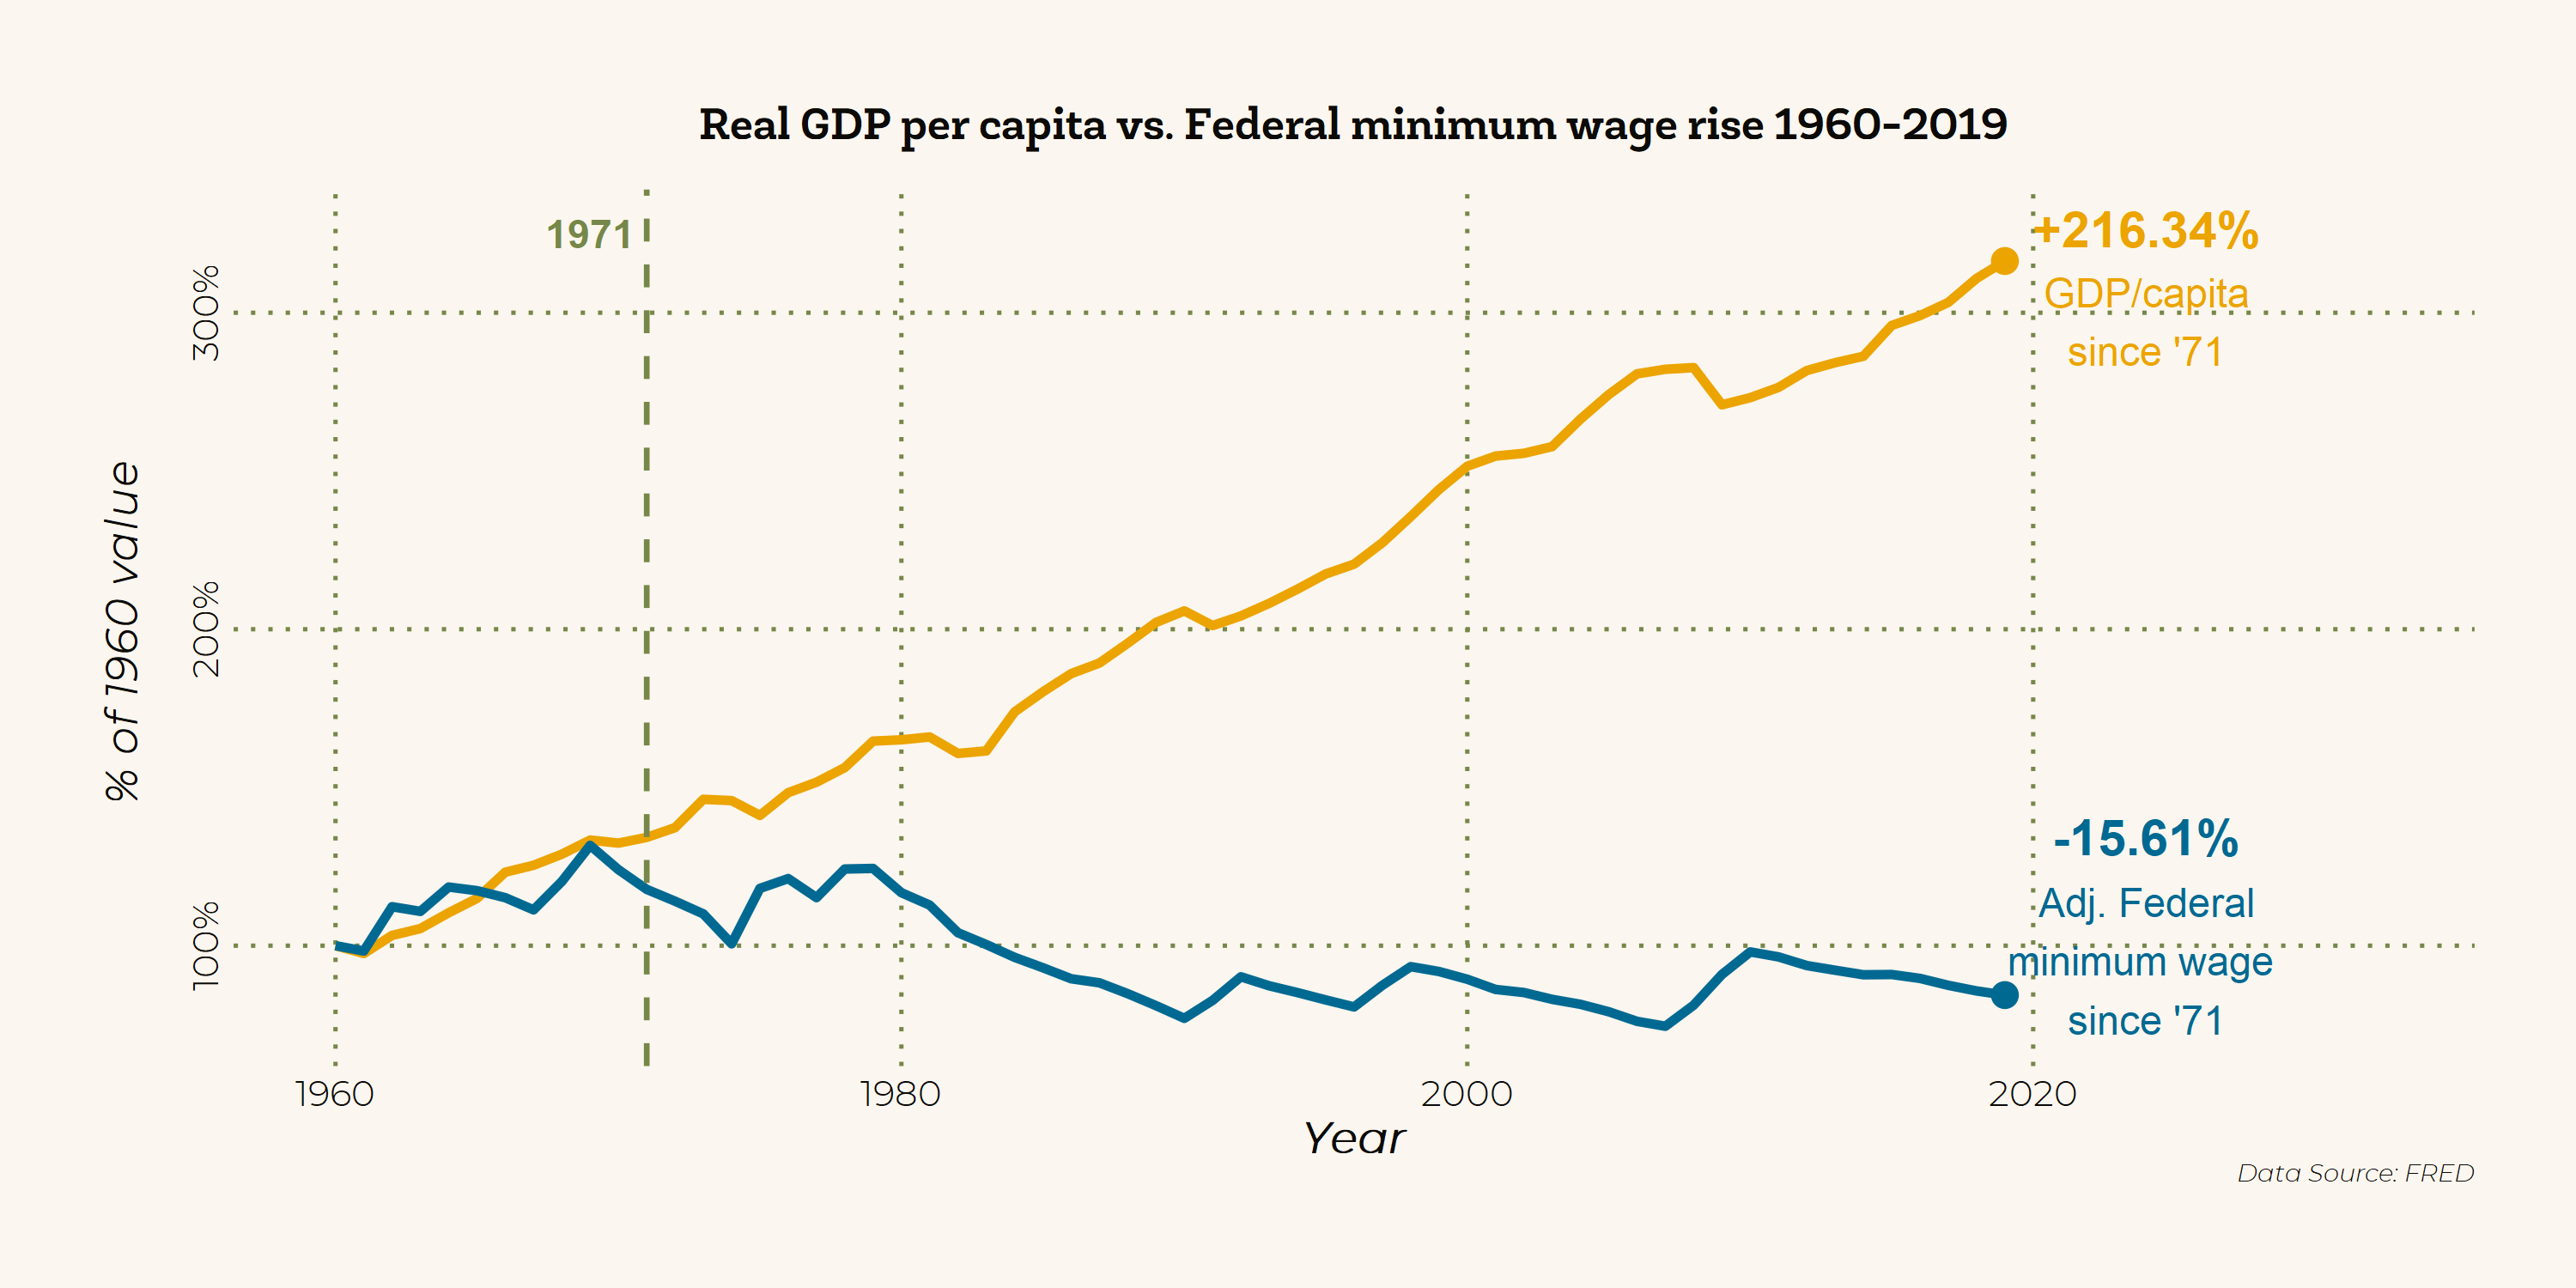 Real GDP per capita vs. Federal minimum wage rise 1960-2019
1971
+216.34%
GDP/capita
since '71
300%
200%
100%
% of 1960 value
-15.61%
Adj. Federal
minimum wage
since '71
1960
1980
2000
2020
Year
Data Source: FRED